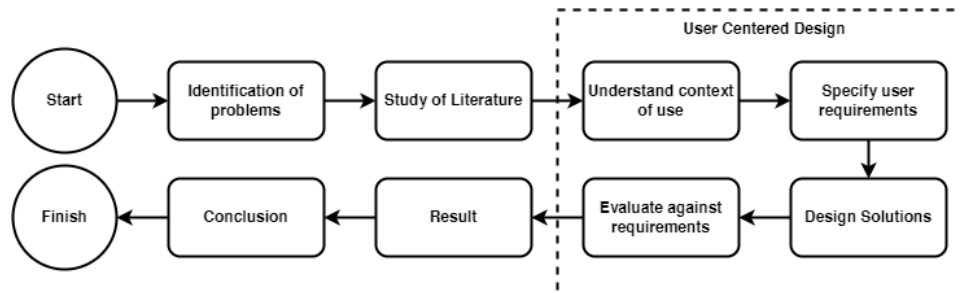 User Centered Design
Start
Identification of
problems
Study of Literature
Understand context
of use
Specify user
requirements
Finish
Conclusion
Result
Evaluate against
requirements
Design Solutions